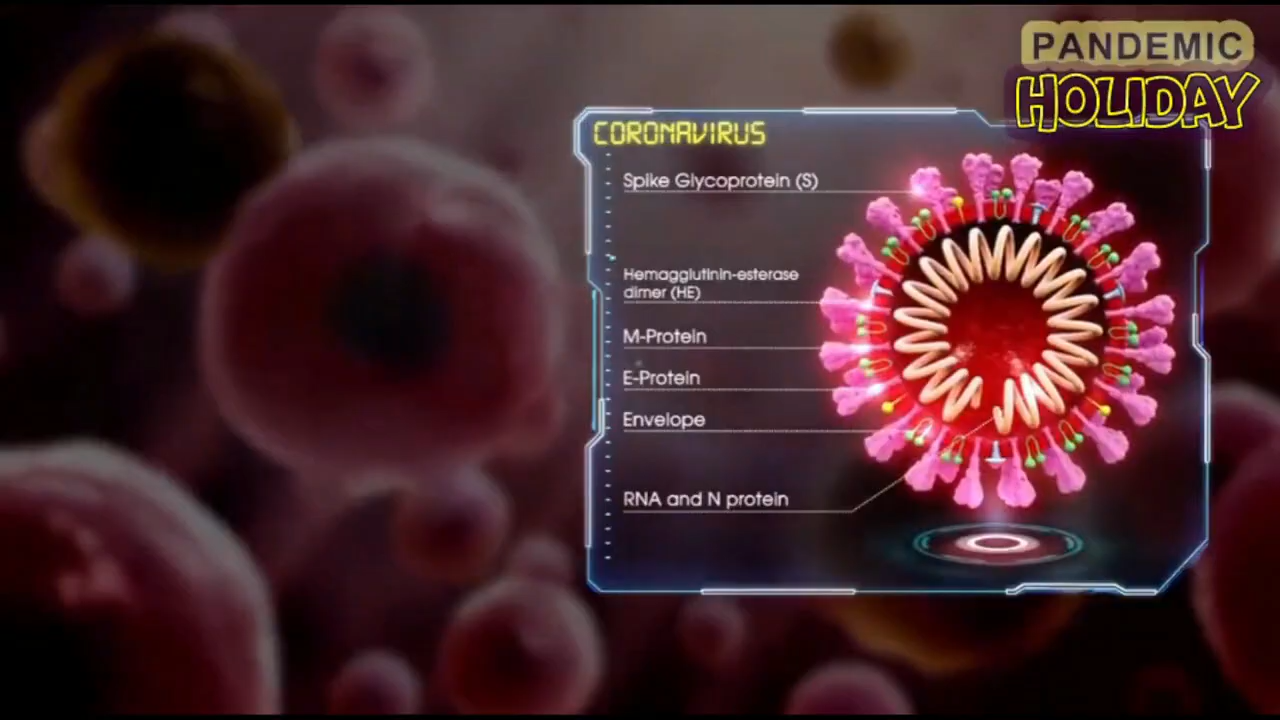 PANDEMIC
HOLIDAY
CORONAVIRUS
Spike Glycoprotein (S)
Hemagglutinin-esterase
dimer (HE)
M-Protein
E-Protein
Envelope
RNA and N protein